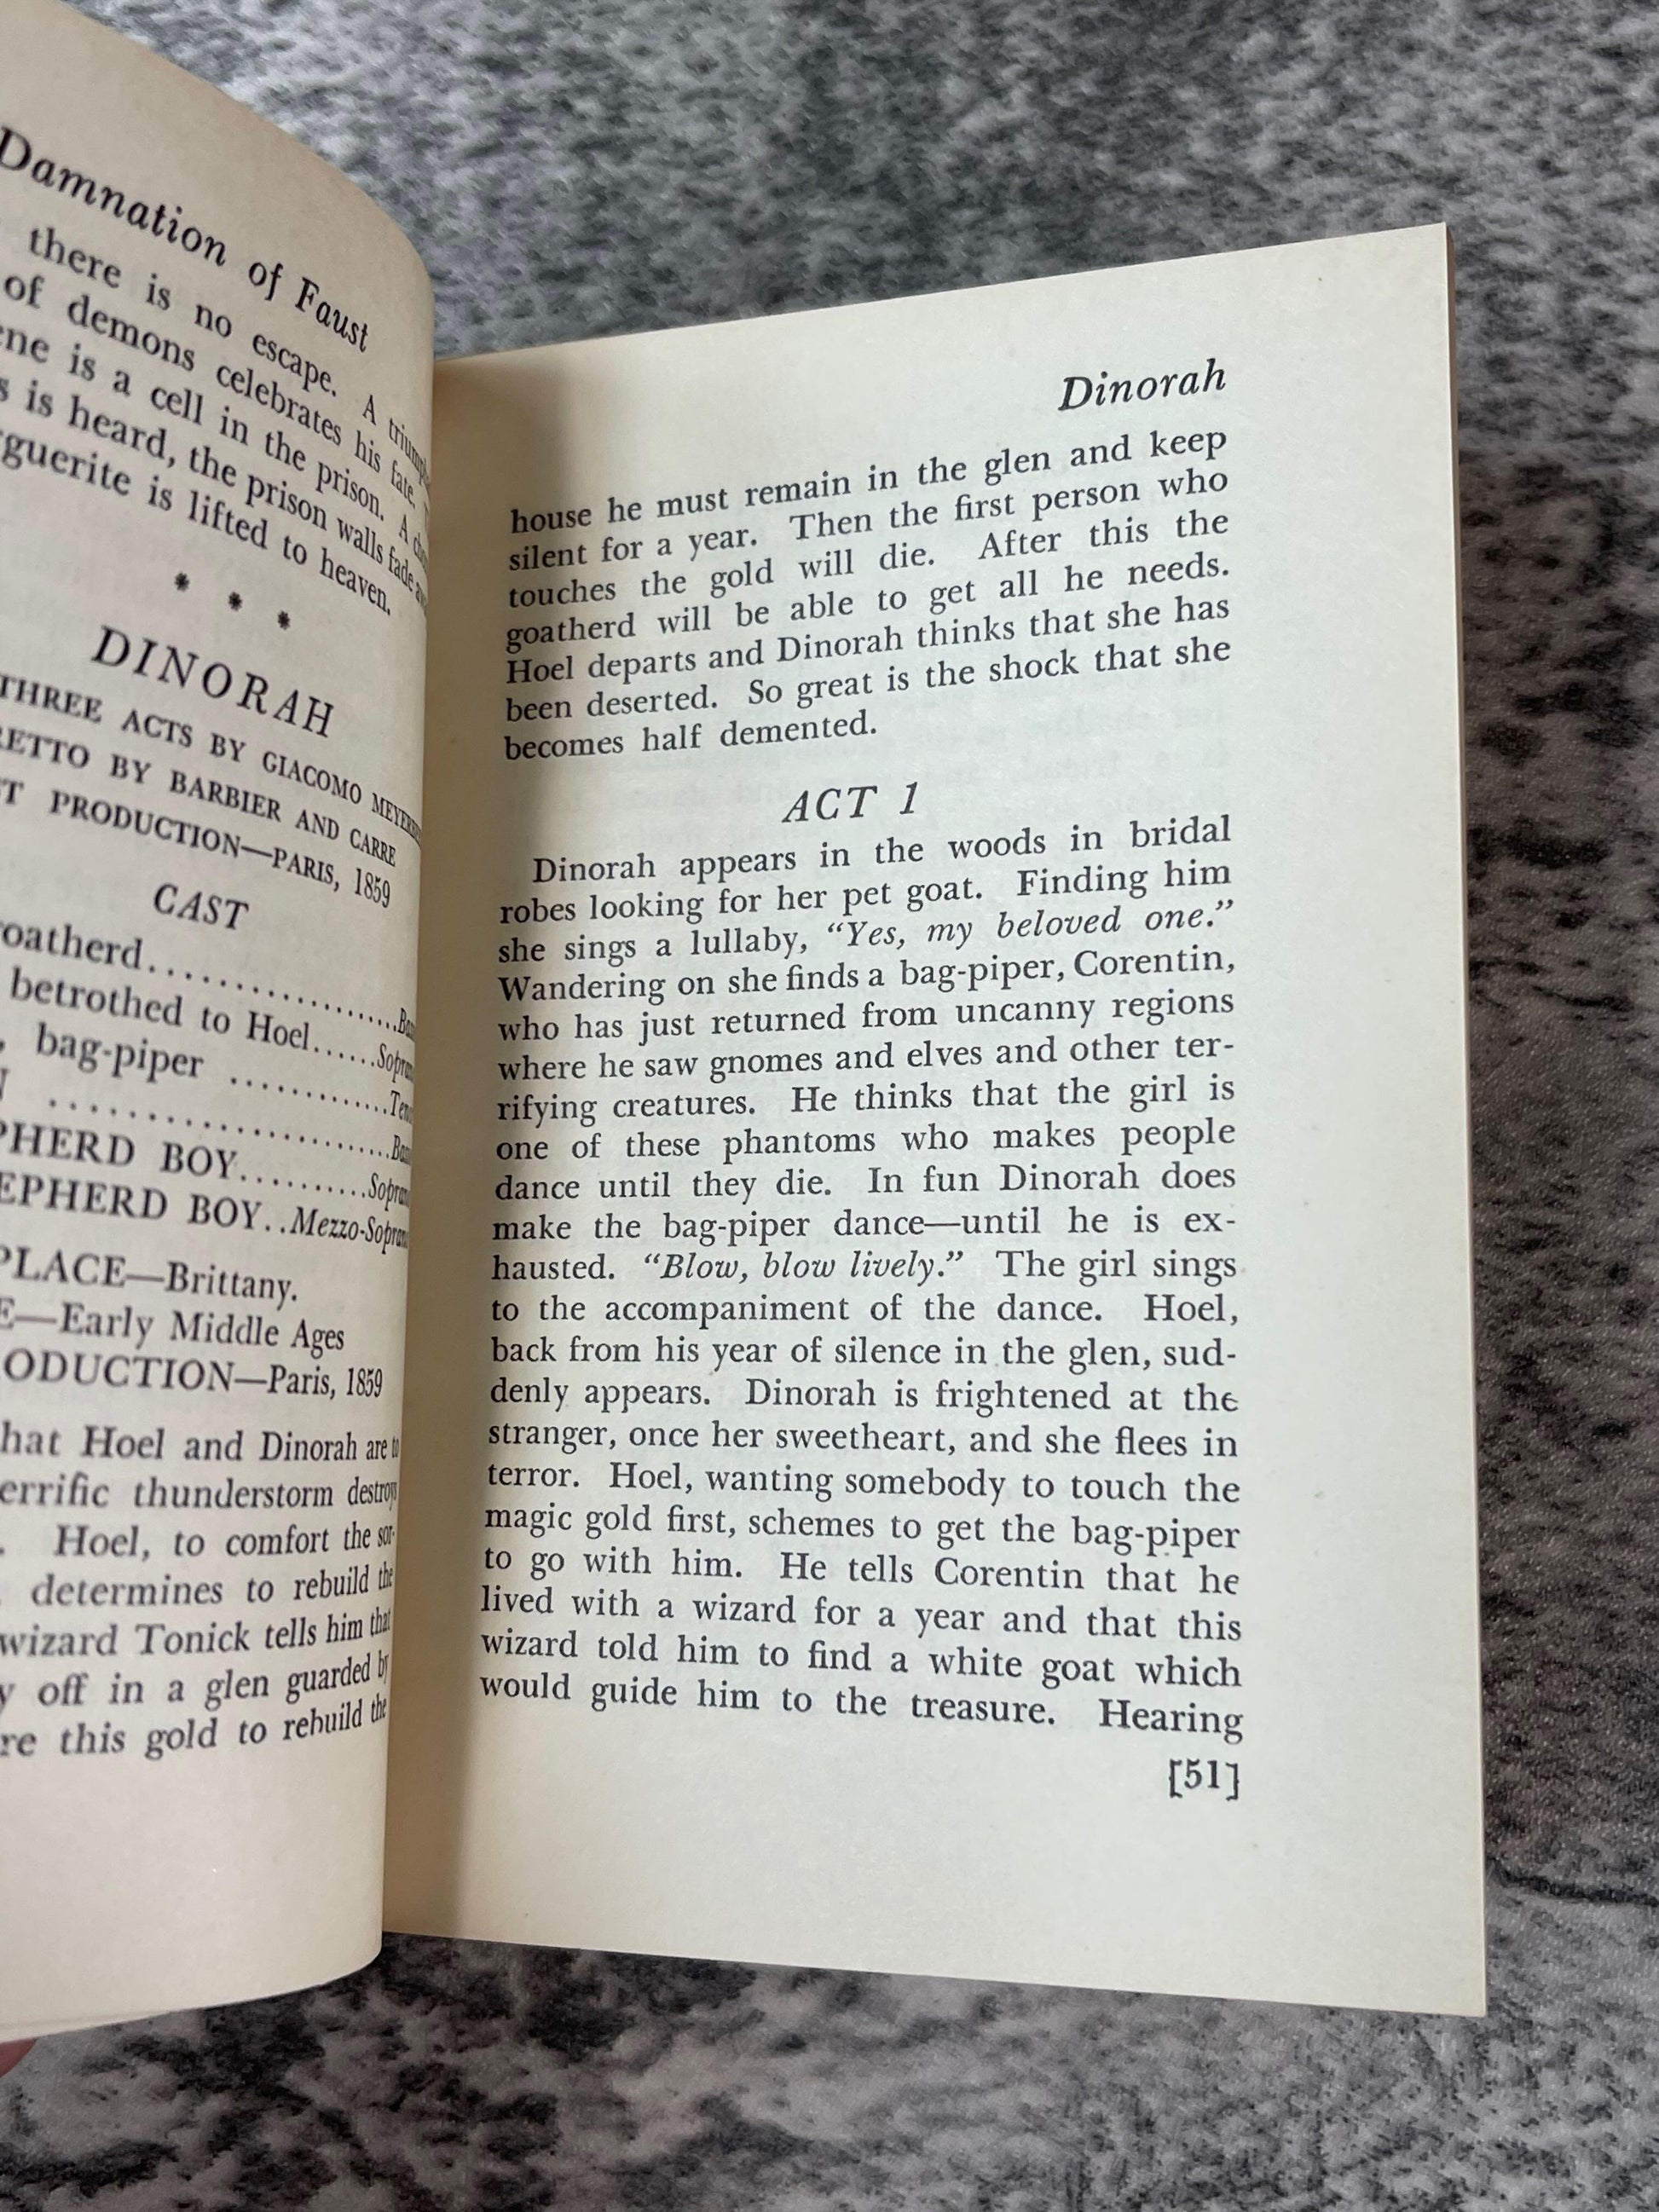 Damnation of Faust
there is no escape. A
of demons celebrates his fate.
is a cell in the prison. A
is heard, the prison walls fade
is lifted to heaven.
* * *
DINORAH
THREE ACTS BY GIACOMO
BY BARBIER AND CARRE
PRODUCTION—PARIS, 1859
CAST
betrothed to Hoel......
bag-piper .............
BOY..........
BOY..Mezzo-
PLACE—Brittany.
—Early Middle Ages
—Paris, 1859
Hoel and Dinorah are
thunderstorm
Hoel, to comfort the
determines to rebuild the
wizard Tonick tells him that
off in a glen guarded by
this gold to rebuild the
Dinorah
house he must remain in the glen and keep
silent for a year. Then the first person who
touches the gold will die. After this the
goatherd will be able to get all he needs.
Hoel departs and Dinorah thinks that she has
been deserted. So great is the shock that she
becomes half demented.
ACT 1
Dinorah appears in the woods in bridal
robes looking for her pet goat. Finding him
she sings a lullaby, “Yes, my beloved one.”
Wandering on she finds a bag-piper, Corentin,
who has just returned from uncanny regions
where he saw gnomes and elves and other ter-
rifying creatures. He thinks that the girl is
one of these phantoms who makes people
dance until they die. In fun Dinorah does
make the bag-piper dance—until he is ex-
hausted. “Blow, blow lively.” The girl sings
to the accompaniment of the dance. Hoel,
back from his year of silence in the glen, sud-
denly appears. Dinorah is frightened at the
stranger, once her sweetheart, and she flees in
terror. Hoel, wanting somebody to touch the
magic gold first, schemes to get the bag-piper
to go with him. He tells Corentin that he
lived with a wizard for a year and that this
wizard told him to find a white goat which
would guide him to the treasure. Hearing
[51]